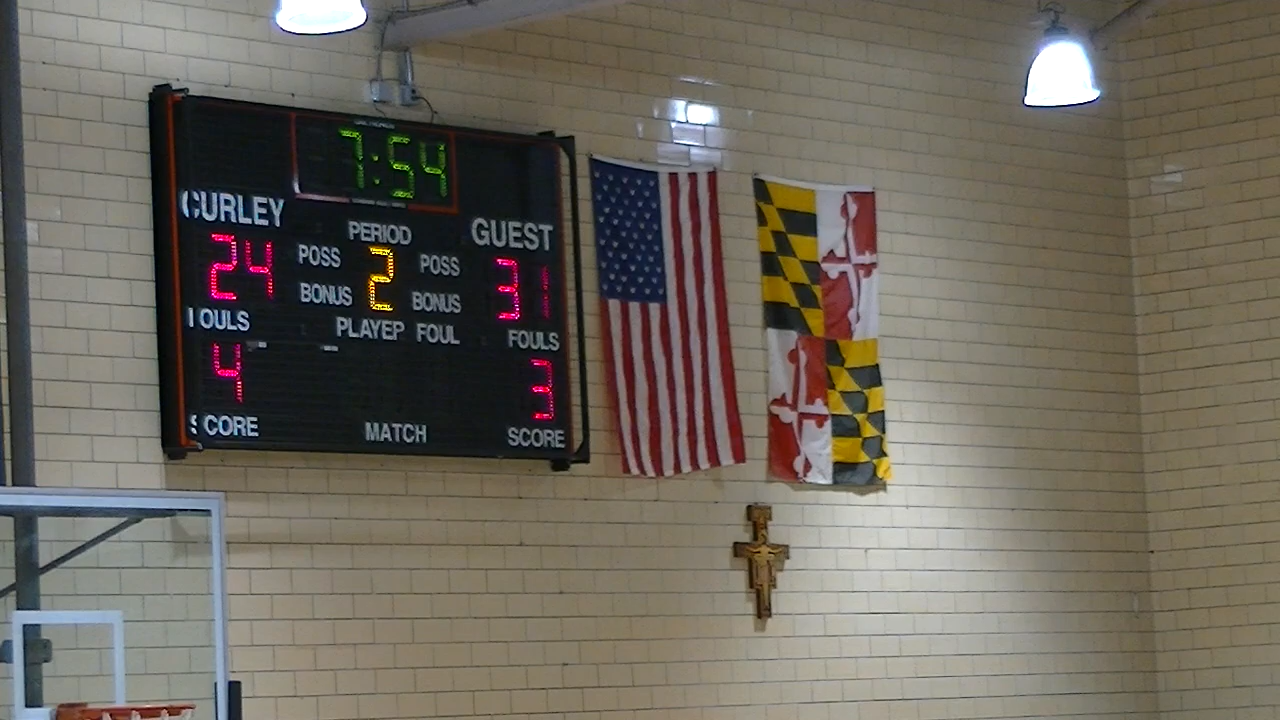 7:54
CURLEY
PERIOD
GUEST
24 POSS 2 POSS 31
BONUS BONUS
FOULS PLAYER FOUL FOULS
4 3
SCORE MATCH SCORE